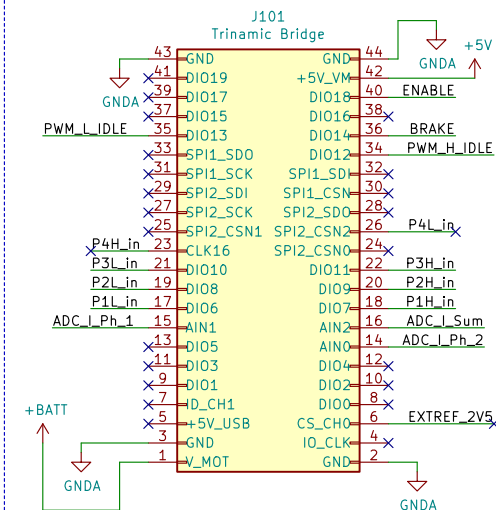 J101
Trinamic Bridge
43 GND GND 44
GNDA +5V
41 DIO19 +5V_VM 42
GNDA
39 DIO17 DIO18 40 ENABLE
37 DIO15 DIO16 38
PWM_L_IDLE 35 DIO13 DIO14 36 BRAKE
33 SPI1_SDO DIO12 34 PWM_H_IDLE
31 SPI1_SCK SPI1_SDI 32
29 SPI2_SDI SPI1_CSN 30
27 SPI2_SCK SPI2_SDO 28
25 SPI2_CSN1 SPI2_CSN2 26 P4L_in
P4H_in 23 CLK16 SPI2_CSN0 24
P3L_in 21 DIO10 DIO11 22 P3H_in
P2L_in 19 DIO8 DIO9 20 P2H_in
P1L_in 17 DIO6 DIO7 18 P1H_in
ADC_I_Ph_1 15 AIN1 AIN2 16 ADC_I_Sum
13 DIO5 AIN0 14 ADC_I_Ph_2
11 DIO3 DIO4 12
9 DIO1 DIO2 10
7 ID_CH1 DIO0 8
+BATT
5 +5V_USB CS_CH0 6 EXTREF_2V5
3 GND IO_CLK 4
1 V_MOT GND 2
GNDA
GNDA